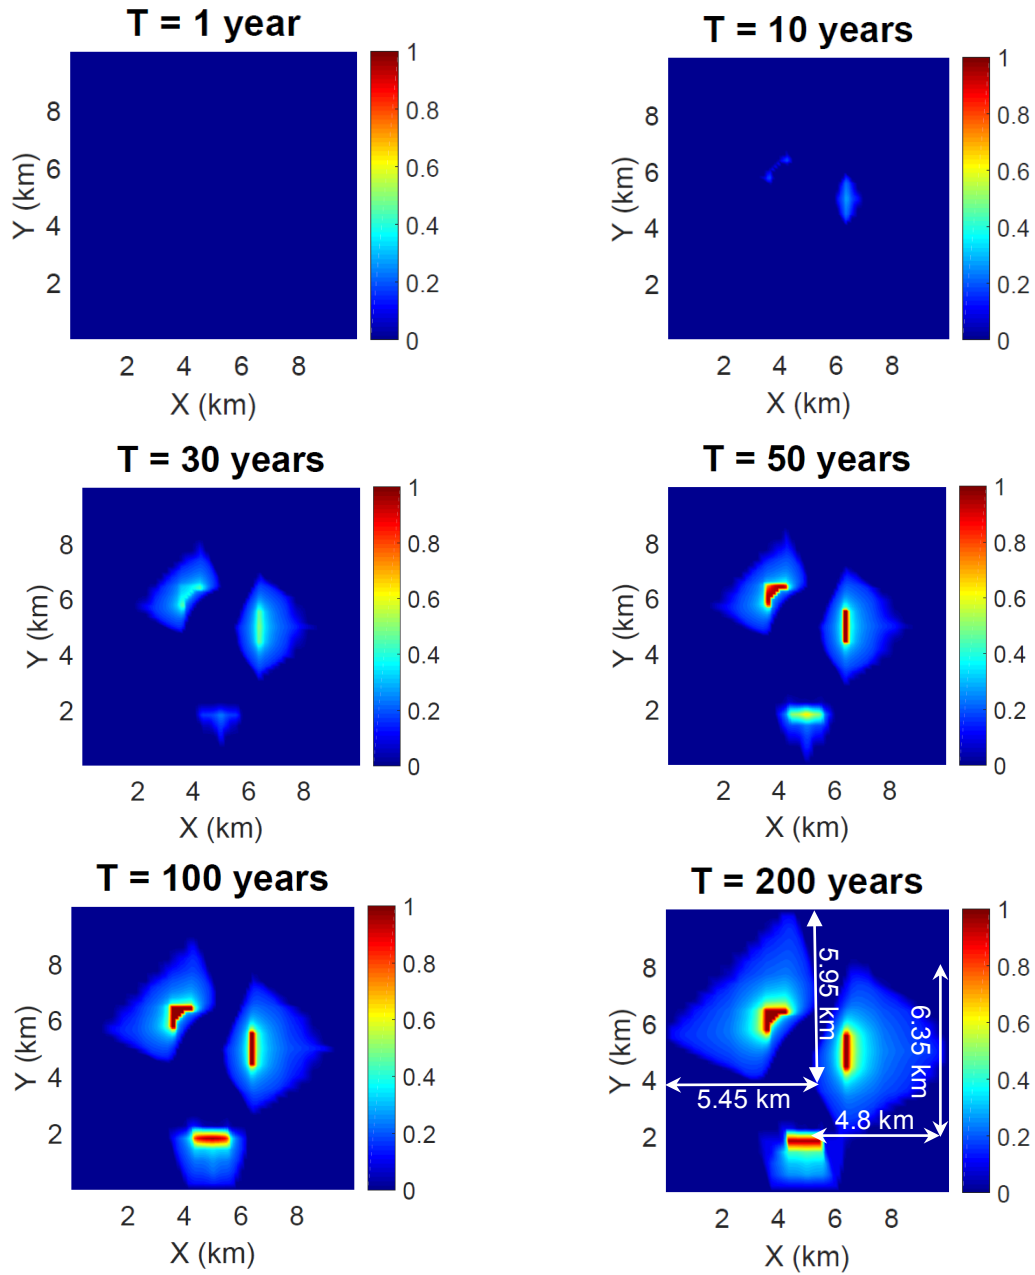 T = 1 year
1
0.8
0.6
0.4
0.2
0
8
6
4
2
Y (km)
2 4 6 8
X (km)
T = 10 years
1
0.8
0.6
0.4
0.2
0
8
6
4
2
Y (km)
2 4 6 8
X (km)
T = 30 years
1
0.8
0.6
0.4
0.2
0
8
6
4
2
Y (km)
2 4 6 8
X (km)
T = 50 years
1
0.8
0.6
0.4
0.2
0
8
6
4
2
Y (km)
2 4 6 8
X (km)
T = 100 years
1
0.8
0.6
0.4
0.2
0
8
6
4
2
Y (km)
2 4 6 8
X (km)
T = 200 years
1
0.8
0.6
0.4
0.2
0
8
6
4
2
Y (km)
5.95 km
6.35 km
5.45 km
4.8 km
2 4 6 8
X (km)